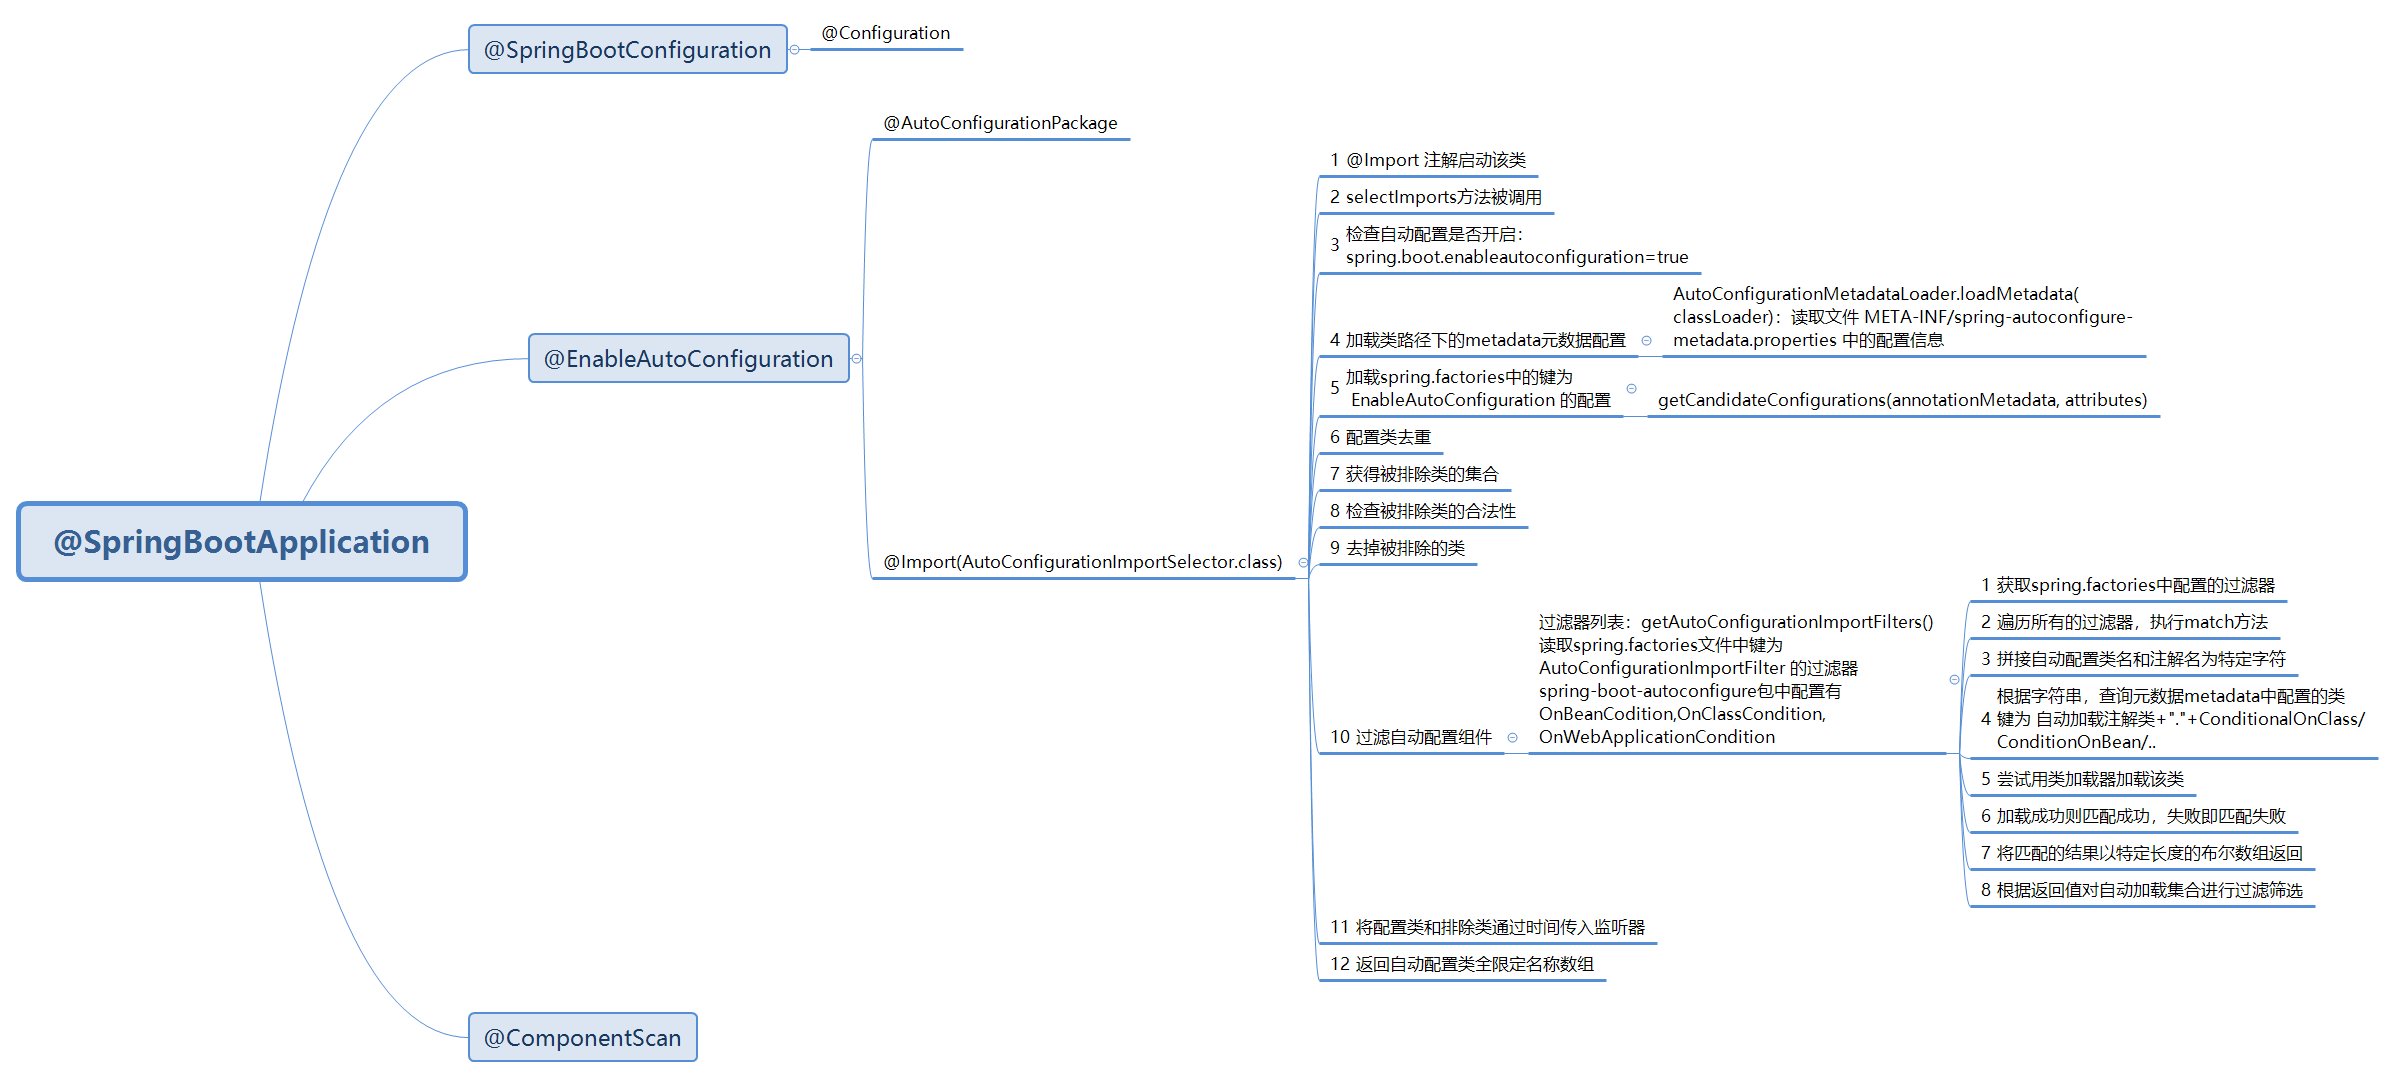 @SpringBootApplication
@SpringBootConfiguration
@Configuration
@EnableAutoConfiguration
@AutoConfigurationPackage
@Import(AutoConfigurationImportSelector.class)
1 @Import 注解启动该类
2 selectImports方法被调用
3 检查自动配置是否开启：
spring.boot.enableautoconfiguration=true
4 加载类路径下的metadata元数据配置
AutoConfigurationMetadataLoader.loadMetadata(
classLoader)：读取文件 META-INF/spring-autoconfigure-
metadata.properties 中的配置信息
5 加载spring.factories中的键为
EnableAutoConfiguration 的配置
getCandidateConfigurations(annotationMetadata, attributes)
6 配置类去重
7 获得被排除类的集合
8 检查被排除类的合法性
9 去掉被排除的类
10 过滤自动配置组件
过滤器列表：getAutoConfigurationImportFilters()
读取spring.factories文件中键为
AutoConfigurationImportFilter 的过滤器
spring-boot-autoconfigure包中配置有
OnBeanCodition,OnClassCondition,
OnWebApplicationCondition
1 获取spring.factories中配置的过滤器
2 遍历所有的过滤器，执行match方法
3 拼接自动配置类名和注解名为特定字符
4 根据字符串，查询元数据metadata中配置的类
键为 自动加载注解类+"."+ConditionalOnClass/
ConditionOnBean/..
5 尝试用类加载器加载该类
6 加载成功则匹配成功，失败即匹配失败
7 将匹配的结果以特定长度的布尔数组返回
8 根据返回值对自动加载集合进行过滤筛选
11 将配置类和排除类通过时间传入监听器
12 返回自动配置类全限定名称数组
@ComponentScan